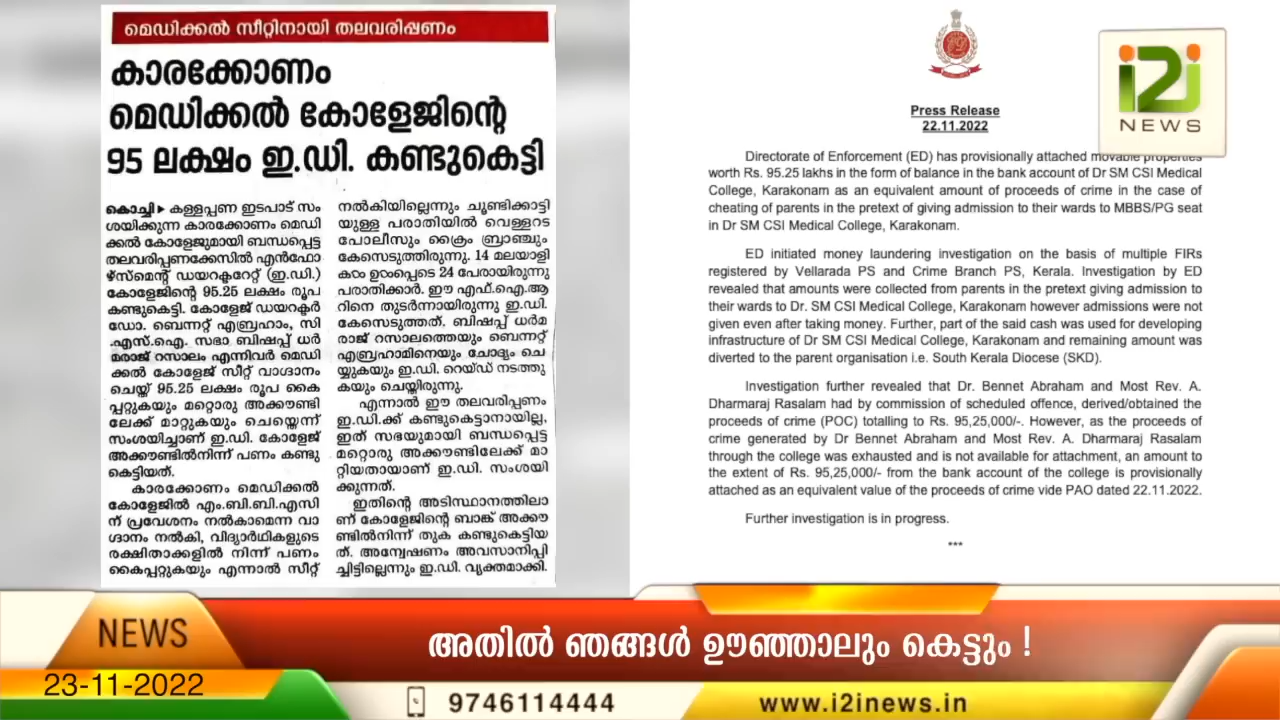 മെഡിക്കൽ സീറ്റിനായി തലവരിപ്പണം
കാരക്കോണം
മെഡിക്കൽ കോളേജിന്റെ
95 ലക്ഷം ഇ.ഡി. കണ്ടുകെട്ടി
കൊച്ചി ▸ കള്ളപ്പണ ഇടപാട് സം
ശയിക്കുന്ന കാരക്കോണം മെഡി
ക്കൽ കോളേജുമായി ബന്ധപ്പെട്ട
തലവരിപ്പണക്കേസിൽ എൻഫോ
ഴ്സ്മെന്റ് ഡയറക്ടറേറ്റ് (ഇ.ഡി.)
കോളേജിന്റെ 95.25 ലക്ഷം രൂപ
കണ്ടുകെട്ടി. കോളേജ് ഡയറക്ടർ
ഡോ. ബെന്നറ്റ് എബ്രഹാം, സി
.എസ്.ഐ. സഭാ ബിഷപ്പ് ധർ
മരാജ് റസാലം എന്നിവർ മെഡി
ക്കൽ കോളേജ് സീറ്റ് വാഗ്ദാനം
ചെയ്ത് 95.25 ലക്ഷം രൂപ കൈ
പ്പറ്റുകയും മറ്റൊരു അക്കൗണ്ടി
ലേക്ക് മാറ്റുകയും ചെയ്തെന്ന്
സംശയിച്ചാണ് ഇ.ഡി. കോളേജ്
അക്കൗണ്ടിൽനിന്ന് പണം കണ്ടു
കെട്ടിയത്.
കാരക്കോണം മെഡിക്കൽ
കോളേജിൽ എം.ബി.ബി.എസി
ന് പ്രവേശനം നൽകാമെന്ന വാ
ഗ്ദാനം നൽകി, വിദ്യാർഥികളുടെ
രക്ഷിതാക്കളിൽ നിന്ന് പണം
കൈപ്പറ്റുകയും എന്നാൽ സീറ്റ്
നൽകിയില്ലെന്നും ചൂണ്ടിക്കാട്ടി
യുള്ള പരാതിയിൽ വെള്ളറട
പോലീസും ക്രൈം ബ്രാഞ്ചും
കേസെടുത്തിരുന്നു. 14 മലയാളി
കൾ ഉൾപ്പെടെ 24 പേരായിരുന്നു
പരാതിക്കാർ. ഈ എഫ്.ഐ.ആ
റിനെ തുടർന്നായിരുന്നു ഇ.ഡി.
കേസെടുത്തത്. ബിഷപ്പ് ധർമ
രാജ് റസാലത്തെയും ബെന്നറ്റ്
എബ്രഹാമിനെയും ചോദ്യം ചെ
യ്യുകയും ഇ.ഡി. റെയ്ഡ് നടത്തു
കയും ചെയ്തിരുന്നു.
എന്നാൽ ഈ തലവരിപ്പണം
ഇ.ഡി.ക്ക് കണ്ടുകെട്ടാനായില്ല.
ഇത് സഭയുമായി ബന്ധപ്പെട്ട
മറ്റൊരു അക്കൗണ്ടിലേക്ക് മാ
റ്റിയതായാണ് ഇ.ഡി. സംശയി
ക്കുന്നത്.
ഇതിന്റെ അടിസ്ഥാനത്തിലാ
ണ് കോളേജിന്റെ ബാങ്ക് അക്കൗ
ണ്ടിൽനിന്ന് തുക കണ്ടുകെട്ടിയ
ത്. അന്വേഷണം അവസാനിപ്പി
ച്ചിട്ടില്ലെന്നും ഇ.ഡി. വ്യക്തമാക്കി.
Press Release
22.11.2022
i2i
NEWS
Directorate of Enforcement (ED) has provisionally attached movable properties
worth Rs. 95.25 lakhs in the form of balance in the bank account of Dr SM CSI Medical
College, Karakonam as an equivalent amount of proceeds of crime in the case of
cheating of parents in the pretext of giving admission to their wards to MBBS/PG seat
in Dr SM CSI Medical College, Karakonam.
ED initiated money laundering investigation on the basis of multiple FIRs
registered by Vellarada PS and Crime Branch PS, Kerala. Investigation by ED
revealed that amounts were collected from parents in the pretext giving admission to
their wards to Dr. SM CSI Medical College, Karakonam however admissions were not
given even after taking money. Further, part of the said cash was used for developing
infrastructure of Dr SM CSI Medical College, Karakonam and remaining amount was
diverted to the parent organisation i.e. South Kerala Diocese (SKD).
Investigation further revealed that Dr. Bennet Abraham and Most Rev. A.
Dharmaraj Rasalam had by commission of scheduled offence, derived/obtained the
proceeds of crime (POC) totalling to Rs. 95,25,000/-. However, as the proceeds of
crime generated by Dr Bennet Abraham and Most Rev. A. Dharmaraj Rasalam
through the college was exhausted and is not available for attachment, an amount to
the extent of Rs. 95,25,000/- from the bank account of the college is provisionally
attached as an equivalent value of the proceeds of crime vide PAO dated 22.11.2022.
Further investigation is in progress.
***
NEWS
അതിൽ ഞങ്ങൾ ഊഞ്ഞാലും കെട്ടും !
23-11-2022
9746114444
www.i2inews.in